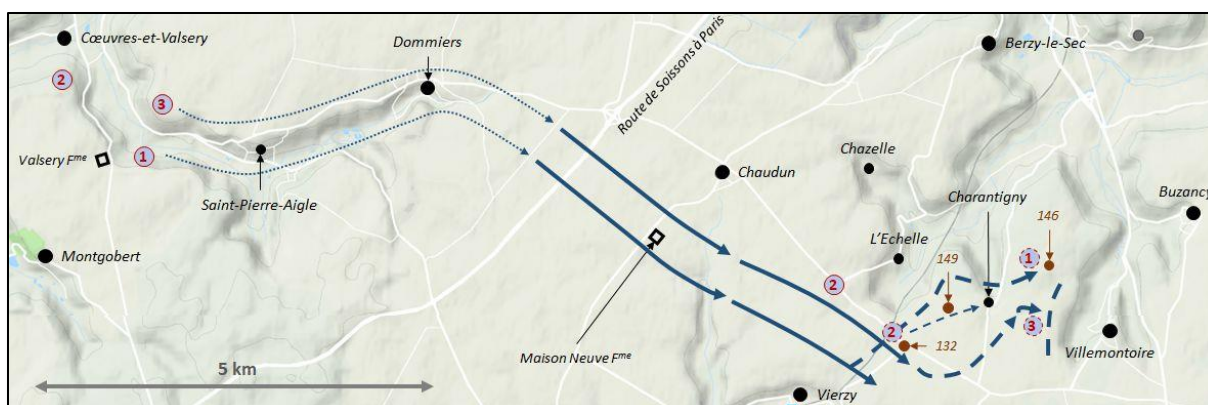 Cœuvres-et-Valsery
Dommiers
Route de Soissons à Paris
Berzy-le-Sec
2
3
1
Valsery Fme
Saint-Pierre-Aigle
Chaudun
Chazelle
Charantigny
Buzancy
146
Montgobert
L'Echelle
149
1
2
2
3
132
Maison Neuve Fme
Villemontoire
5 km
Vierzy